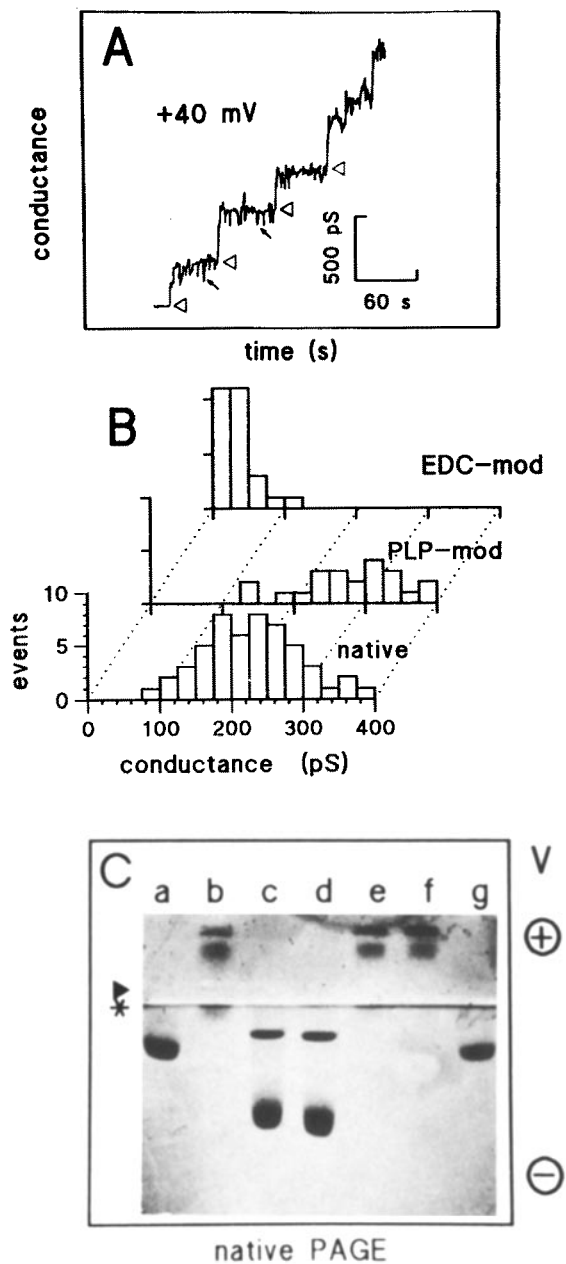 A
+40 mV
conductance
500 pS
60 s
time (s)
B
EDC-mod
PLP-mod
native
events
10
5
0
0 100 200 300 400
conductance (pS)
C
V
a b c d e f g
+
*
−
native PAGE